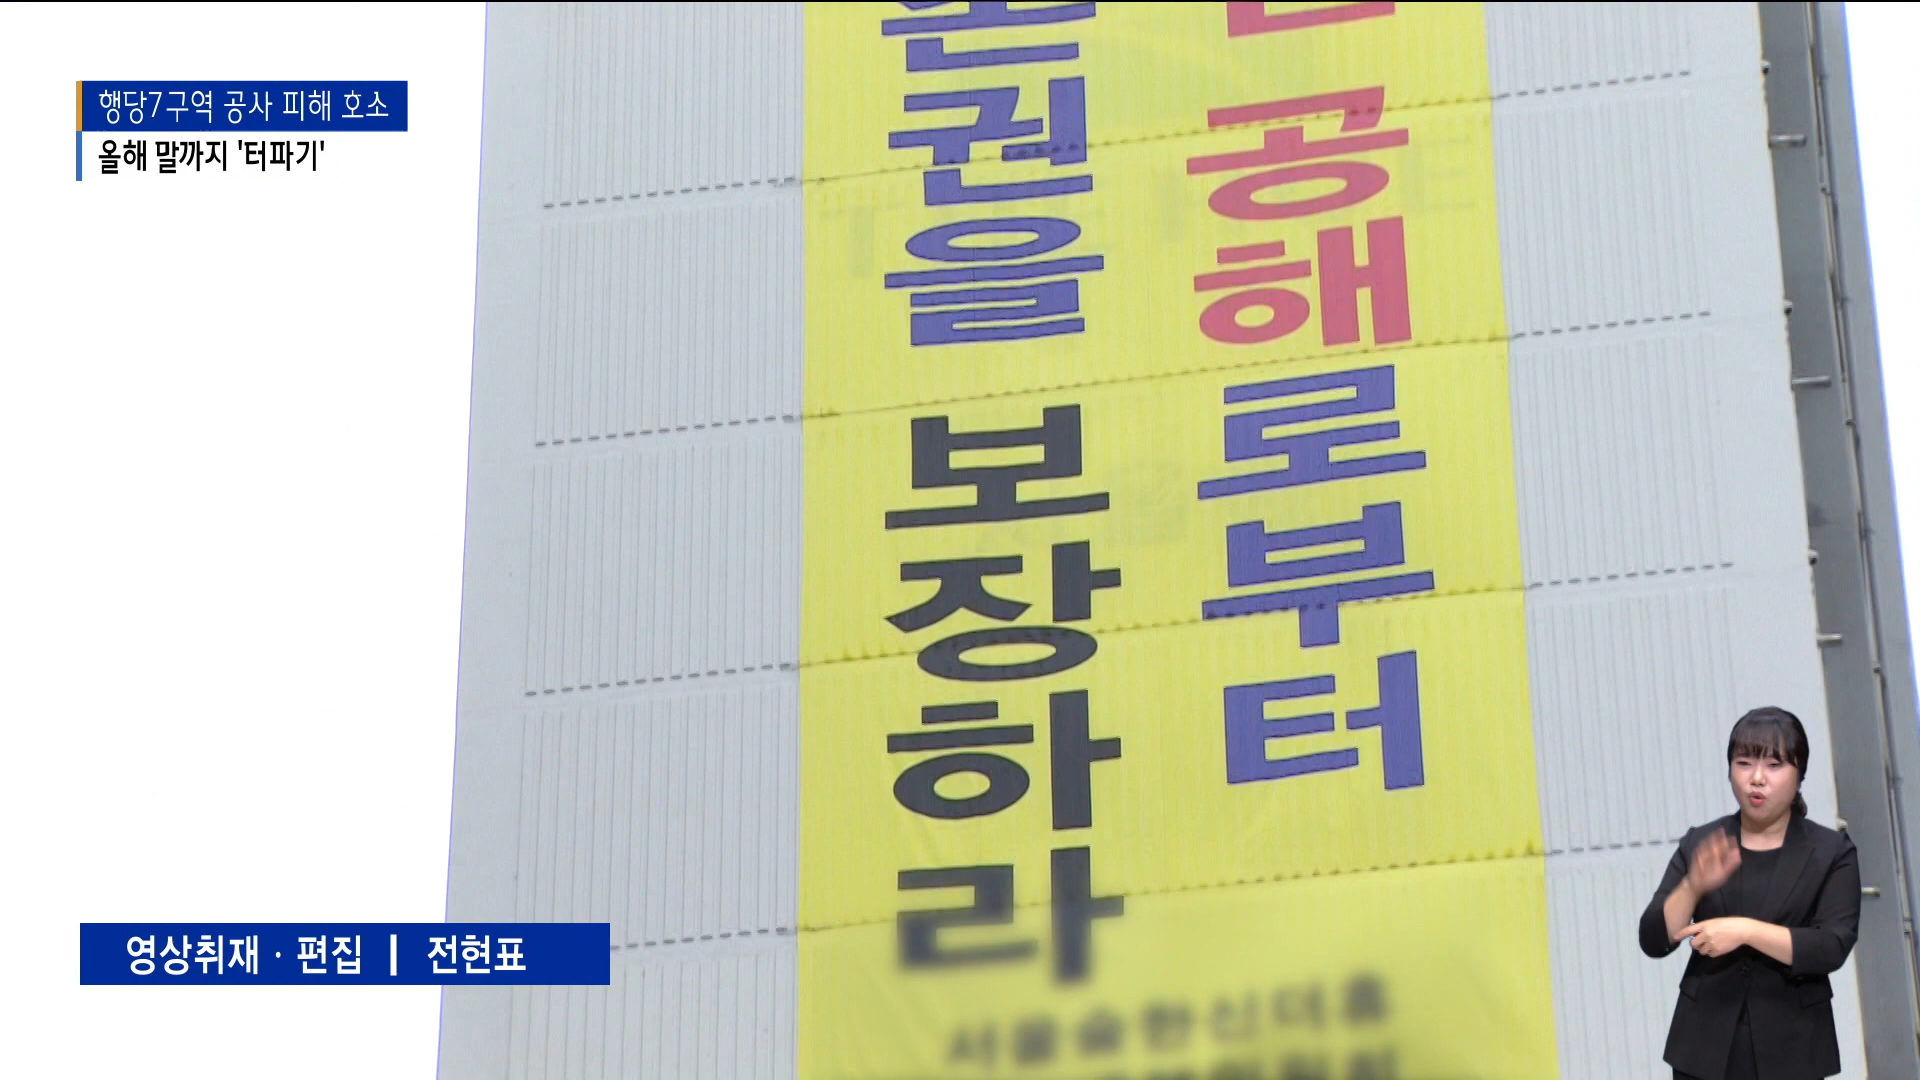 행당7구역 공사 피해 호소
올해 말까지 '터파기'
공해로부터
권을 보장하라
영상취재 · 편집 | 전현표